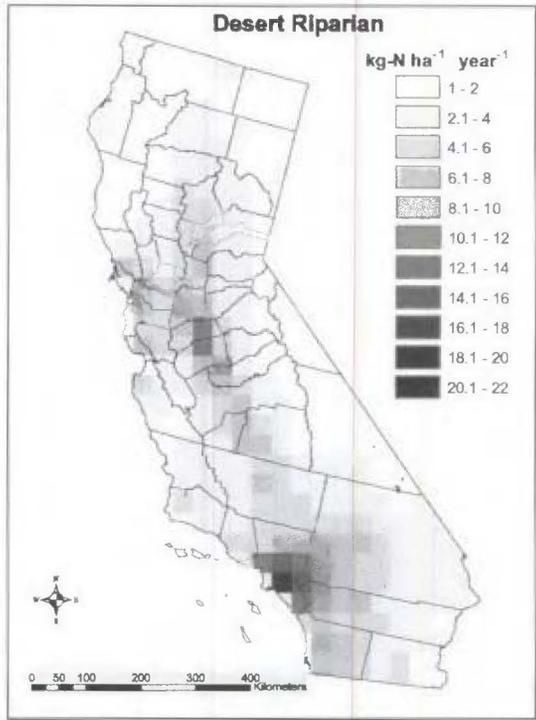 Desert Riparian
kg-N ha-1 year-1
1 - 2
2.1 - 4
4.1 - 6
6.1 - 8
8.1 - 10
10.1 - 12
12.1 - 14
14.1 - 16
16.1 - 18
18.1 - 20
20.1 - 22
0 50 100 200 300 400
Kilometers